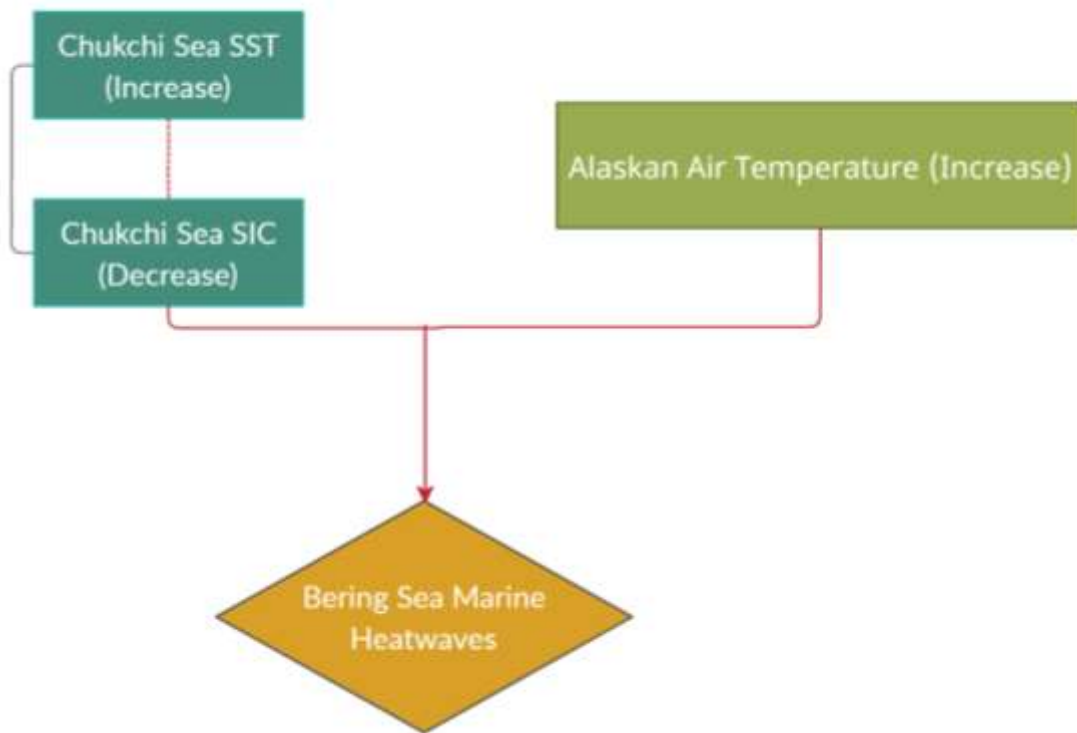 Chukchi Sea SST
(Increase)
Alaskan Air Temperature (Increase)
Chukchi Sea SIC
(Decrease)
Bering Sea Marine
Heatwaves